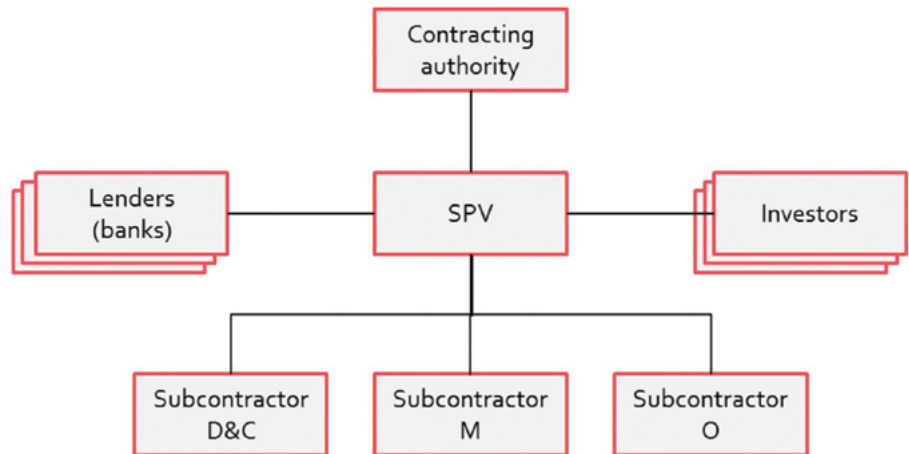 Contracting
authority
Lenders
(banks)
SPV
Investors
Subcontractor
D&C
Subcontractor
M
Subcontractor
O